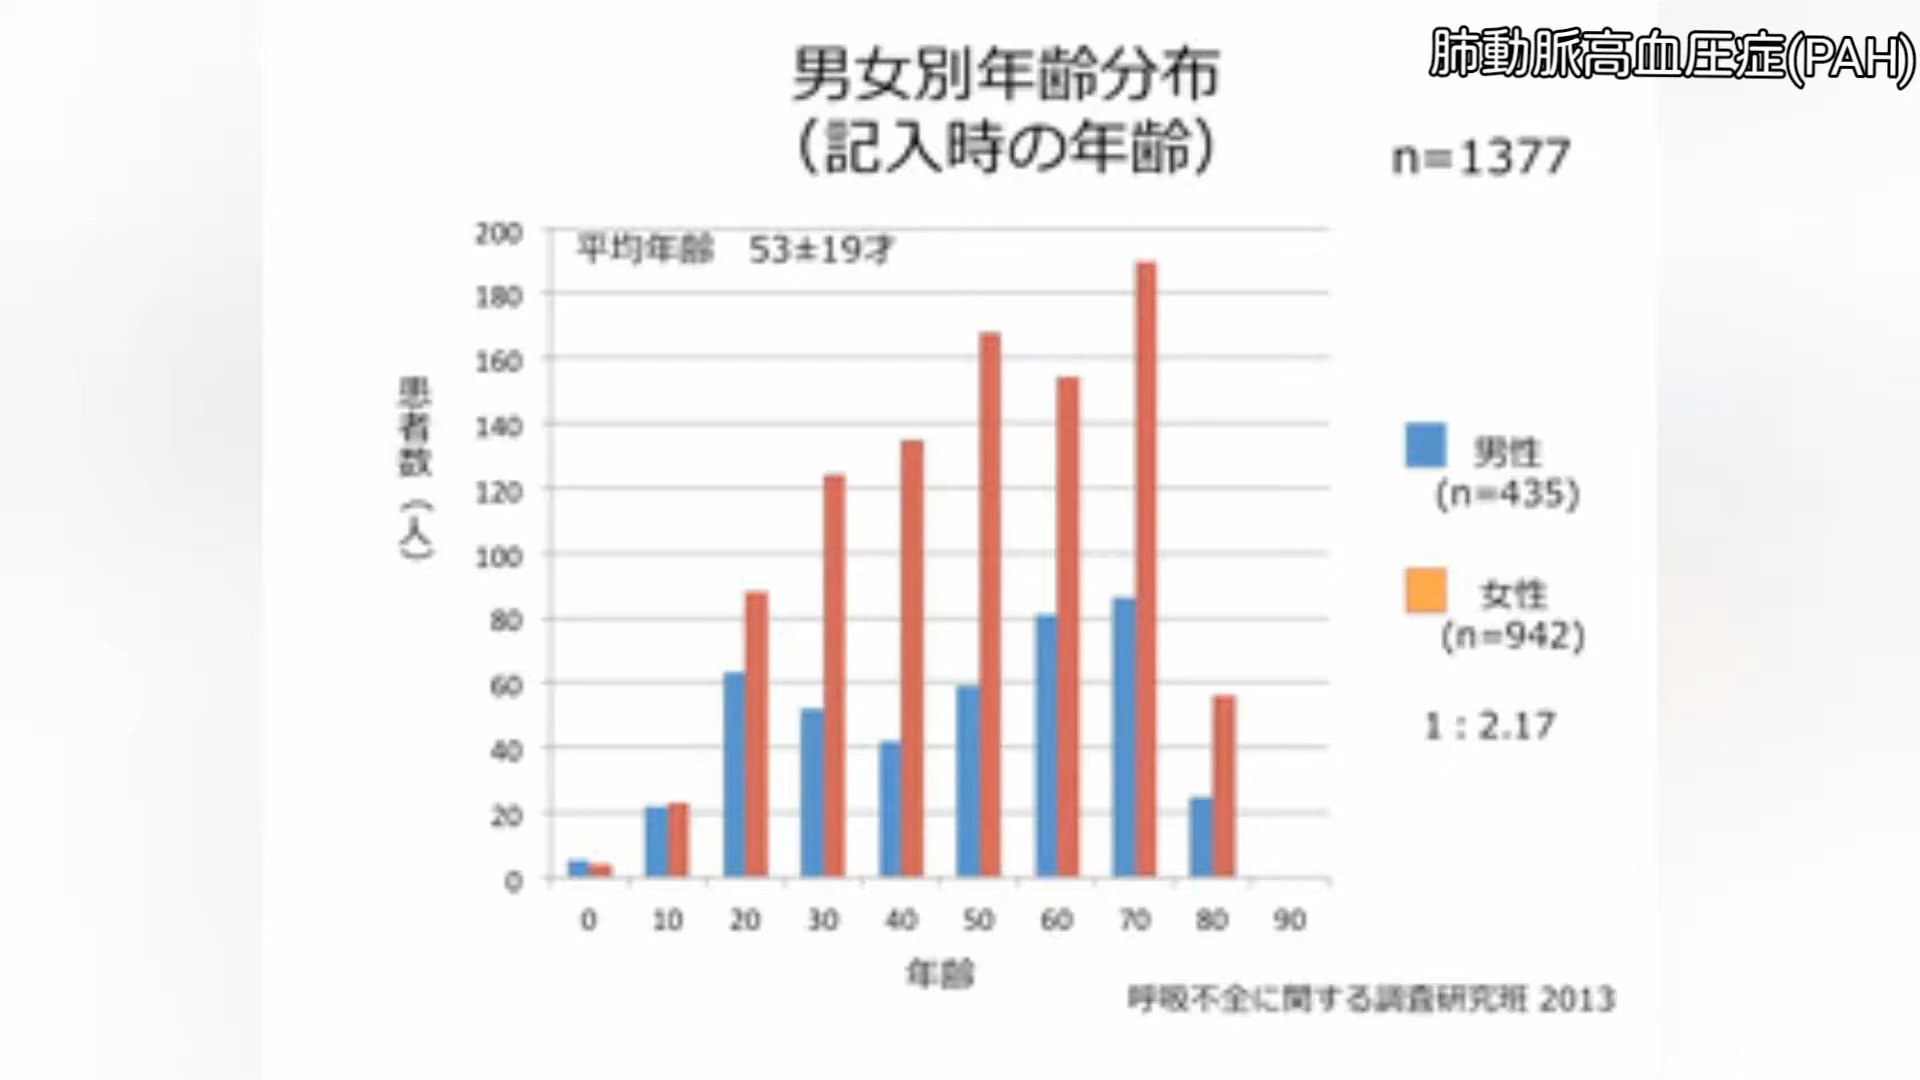 肺動脈高血圧症(PAH)
男女別年齢分布
(記入時の年齢)
n=1377
平均年齢 53±19才
患者数(人)
200
180
160
140
120
100
80
60
40
20
0
0 10 20 30 40 50 60 70 80 90
年齢
男性
(n=435)
女性
(n=942)
1:2.17
呼吸不全に関する調査研究班 2013